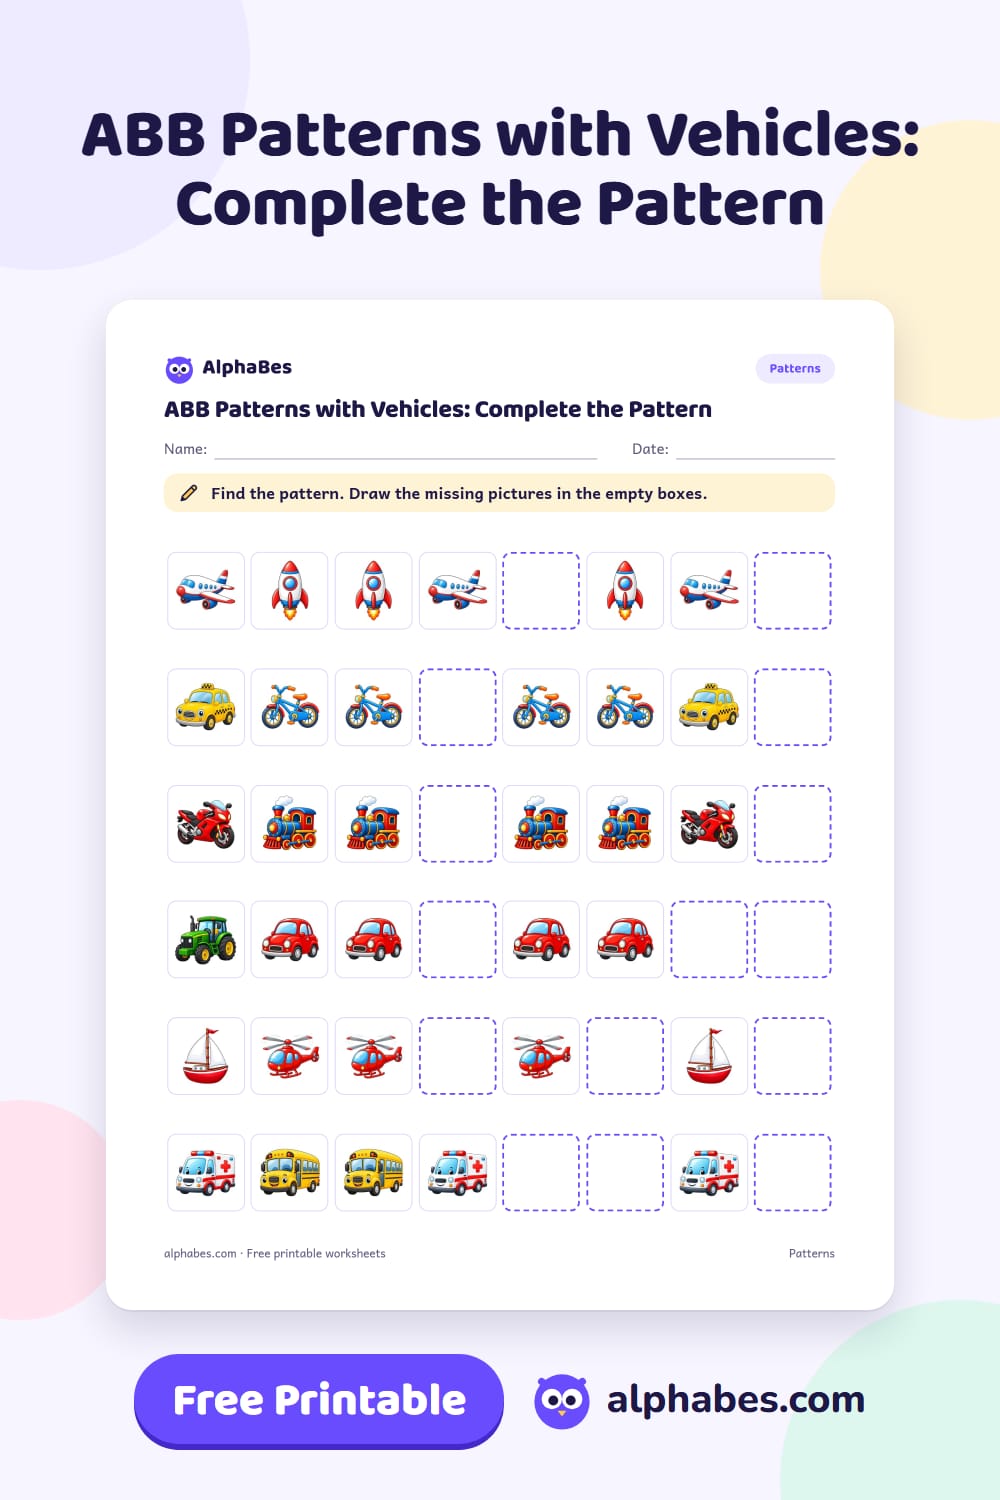 ABB Patterns with Vehicles:
Complete the Pattern
AlphaBes
Patterns
ABB Patterns with Vehicles: Complete the Pattern
Name:
Date:
Find the pattern. Draw the missing pictures in the empty boxes.
alphabes.com · Free printable worksheets
Patterns
Free Printable
alphabes.com